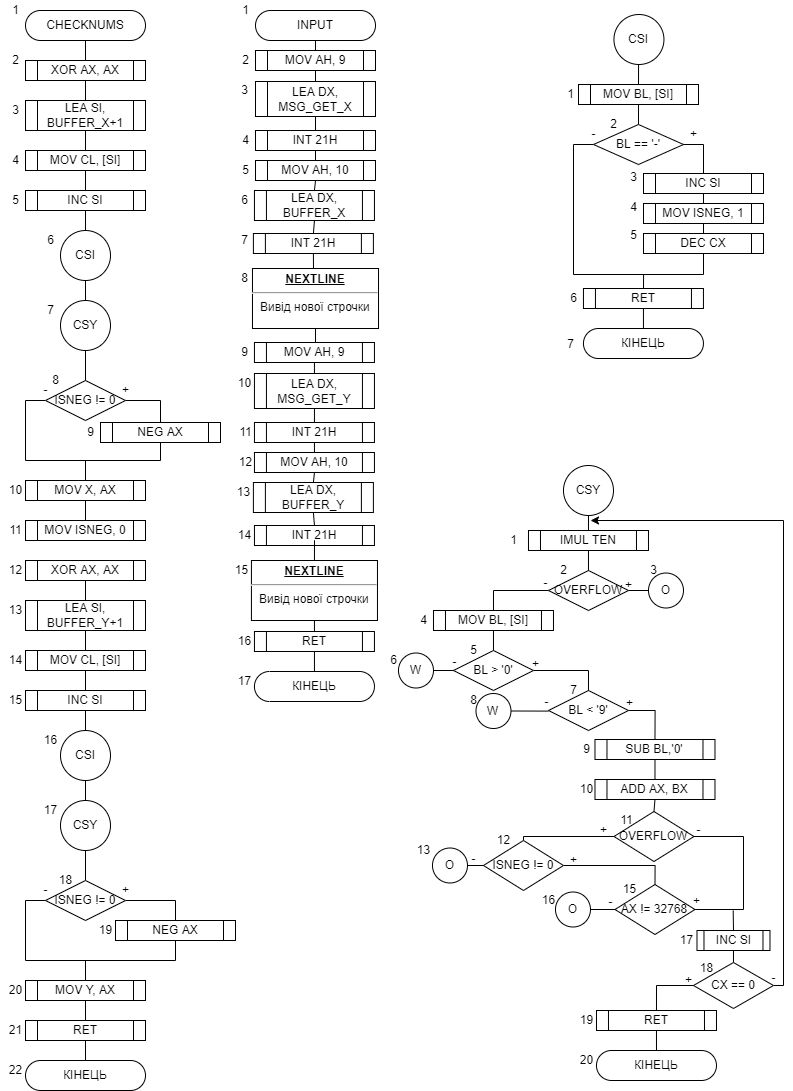 1
CHECKNUMS
2
XOR AX, AX
3
LEA SI,
BUFFER_X+1
4
MOV CL, [SI]
5
INC SI
6
CSI
7
CSY
8
ISNEG != 0
-
+
9
NEG AX
10
MOV X, AX
11
MOV ISNEG, 0
12
XOR AX, AX
13
LEA SI,
BUFFER_Y+1
14
MOV CL, [SI]
15
INC SI
16
CSI
17
CSY
18
ISNEG != 0
-
+
19
NEG AX
20
MOV Y, AX
21
RET
22
КІНЕЦЬ
1
INPUT
2
MOV AH, 9
3
LEA DX,
MSG_GET_X
4
INT 21H
5
MOV AH, 10
6
LEA DX,
BUFFER_X
7
INT 21H
8
NEXTLINE
Вивід нової строчки
9
MOV AH, 9
10
LEA DX,
MSG_GET_Y
11
INT 21H
12
MOV AH, 10
13
LEA DX,
BUFFER_Y
14
INT 21H
15
NEXTLINE
Вивід нової строчки
16
RET
17
КІНЕЦЬ
CSI
1
MOV BL, [SI]
2
BL == '-'
-
+
3
INC SI
4
MOV ISNEG, 1
5
DEC CX
6
RET
7
КІНЕЦЬ
CSY
1
IMUL TEN
2
OVERFLOW
-
+
3
O
4
MOV BL, [SI]
5
BL > '0'
-
+
6
W
7
BL < '9'
-
+
8
W
9
SUB BL,'0'
10
ADD AX, BX
11
OVERFLOW
+
-
12
ISNEG != 0
-
+
13
O
15
AX != 32768
-
+
16
O
17
INC SI
18
CX == 0
+
-
19
RET
20
КІНЕЦЬ